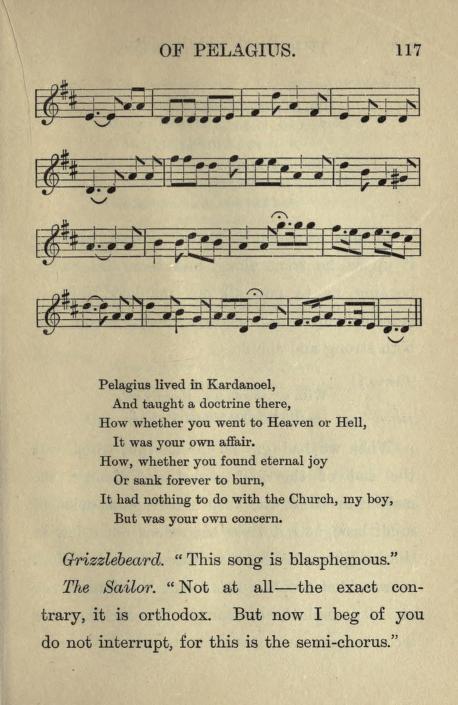 OF PELAGIUS. 117
Pelagius lived in Kardanoel,
And taught a doctrine there,
How whether you went to Heaven or Hell,
It was your own affair.
How, whether you found eternal joy
Or sank forever to burn,
It had nothing to do with the Church, my boy,
But was your own concern.
Grizzlebeard. “This song is blasphemous.”
The Sailor. “Not at all—the exact con-
trary, it is orthodox. But now I beg of you
do not interrupt, for this is the semi-chorus.”